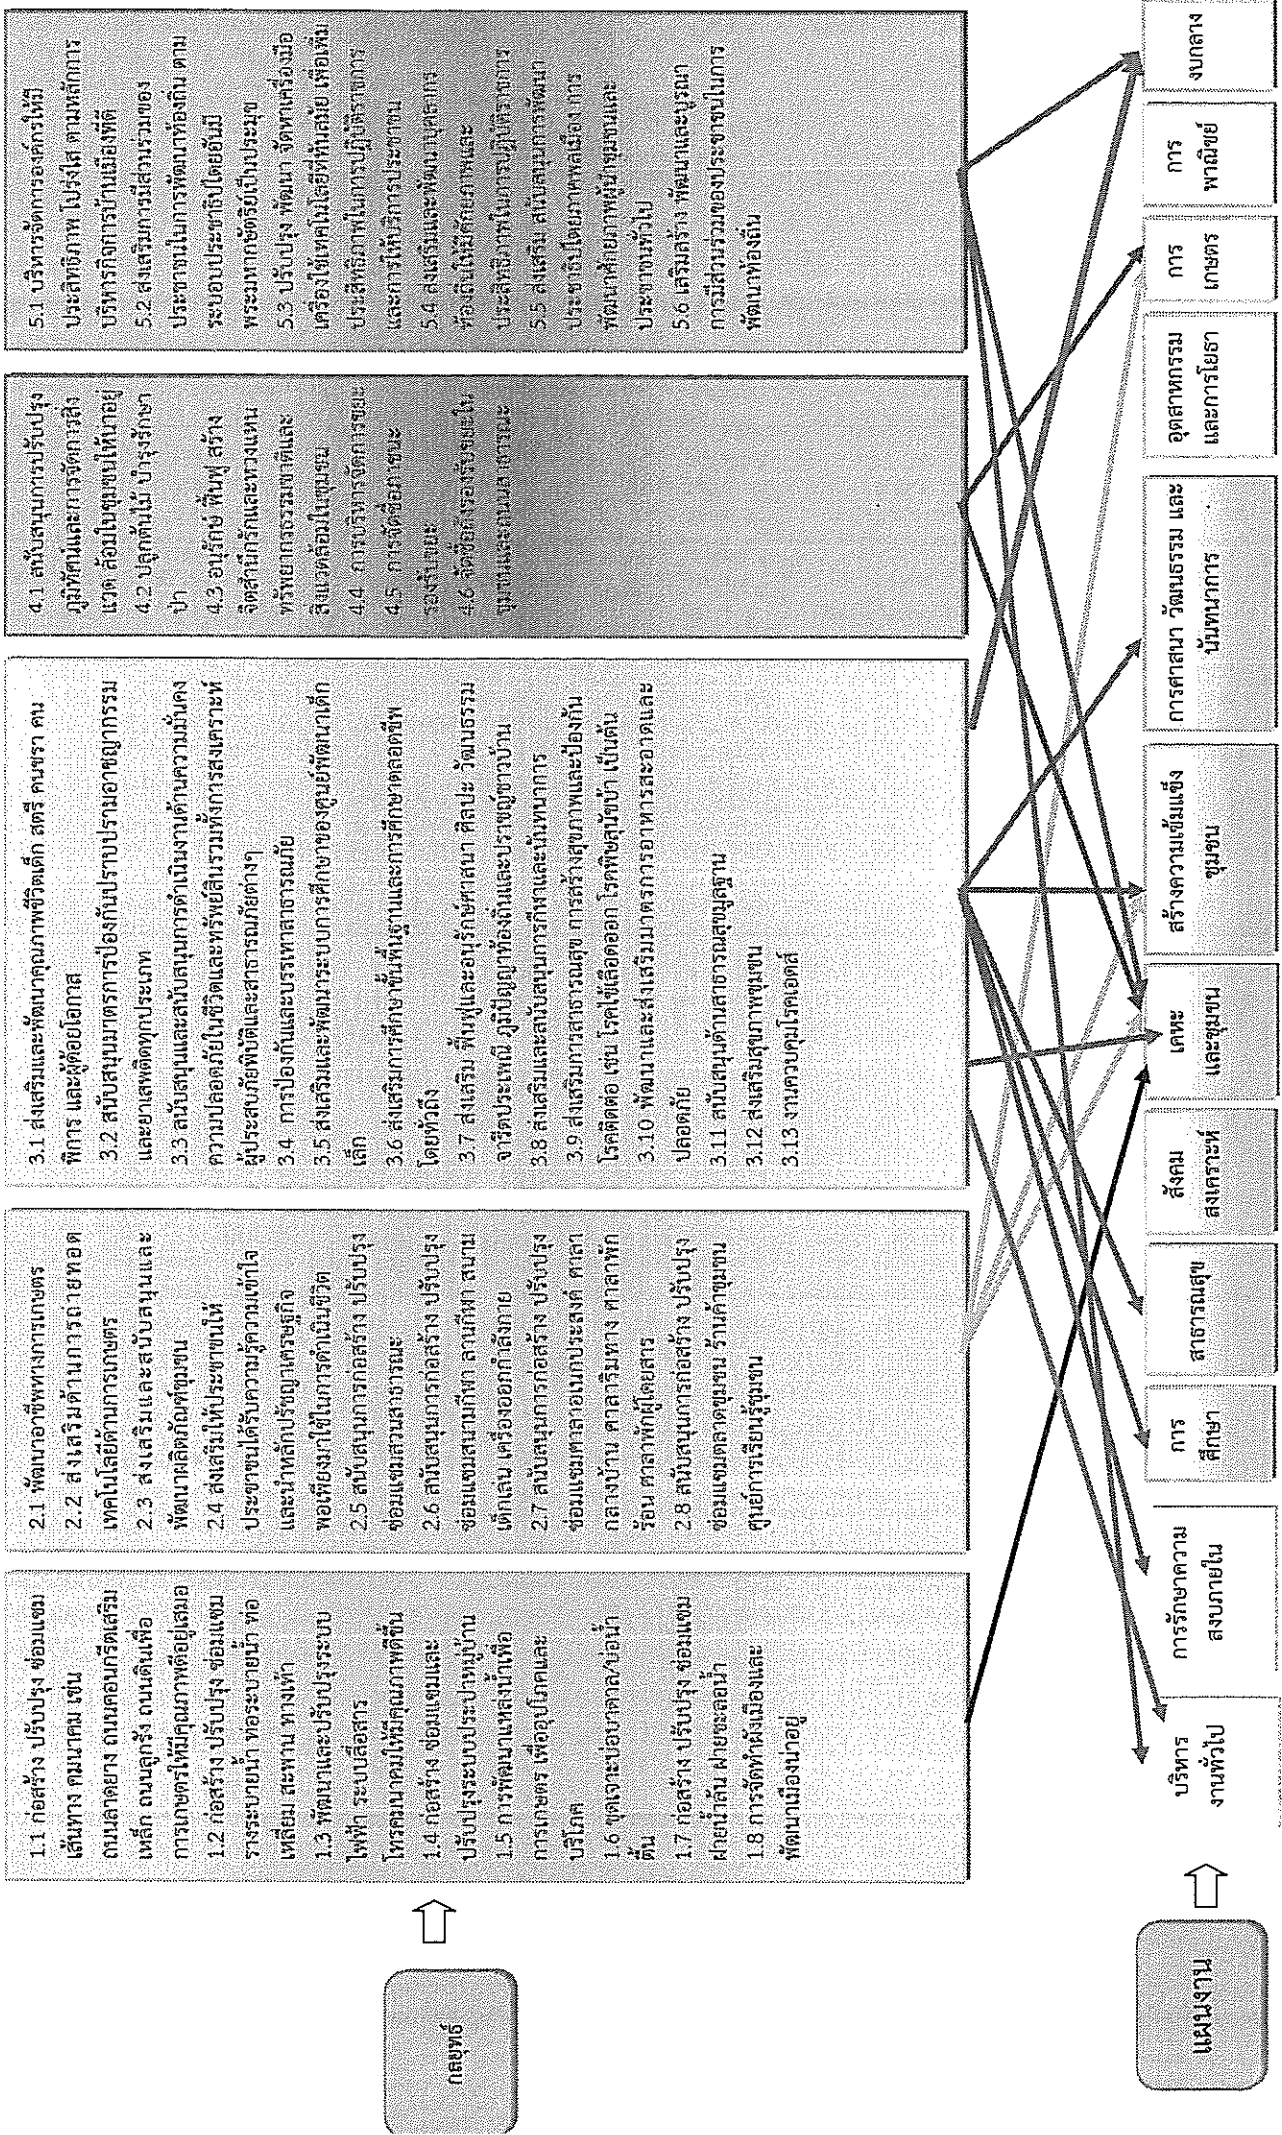 กลยุทธ์
1.1 ก่อสร้าง ปรับปรุง ซ่อมแซม
เส้นทาง คมนาคม เช่น
ถนนลาดยาง ถนนคอนกรีตเสริม
เหล็ก ถนนลูกรัง ถนนดินเพื่อ
การเกษตรให้มีคุณภาพดีอยู่เสมอ
1.2 ก่อสร้าง ปรับปรุง ซ่อมแซม
รางระบายน้ำ ท่อระบายน้ำ ท่อ
เหลี่ยม สะพาน ทางเท้า
1.3 พัฒนาและปรับปรุงระบบ
ไฟฟ้า ระบบสื่อสาร
โทรคมนาคมให้มีคุณภาพดีขึ้น
1.4 ก่อสร้าง ซ่อมแซมและ
ปรับปรุงระบบประปาหมู่บ้าน
1.5 การพัฒนาแหล่งน้ำเพื่อ
การเกษตร เพื่ออุปโภคและ
บริโภค
1.6 ขุดเจาะบ่อบาดาล/บ่อน้ำ
ตื้น
1.7 ก่อสร้าง ปรับปรุง ซ่อมแซม
ฝายน้ำล้น ฝายชะลอน้ำ
1.8 การจัดทำผังเมืองและ
พัฒนาเมืองน่าอยู่
2.1 พัฒนาอาชีพทางการเกษตร
2.2 ส่งเสริมด้านการถ่ายทอด
เทคโนโลยีด้านการเกษตร
2.3 ส่งเสริมและสนับสนุนและ
พัฒนาผลิตภัณฑ์ชุมชน
2.4 ส่งเสริมให้ประชาชนให้
ประชาชนได้รับความรู้ความเข้าใจ
และนำหลักปรัชญาเศรษฐกิจ
พอเพียงมาใช้ในการดำเนินชีวิต
2.5 สนับสนุนการก่อสร้าง ปรับปรุง
ซ่อมแซมสวนสาธารณะ
2.6 สนับสนุนการก่อสร้าง ปรับปรุง
ซ่อมแซมสนามกีฬา ลานกีฬา สนาม
เด็กเล่น เครื่องออกกำลังกาย
2.7 สนับสนุนการก่อสร้าง ปรับปรุง
ซ่อมแซมศาลาอเนกประสงค์ ศาลา
กลางบ้าน ศาลาริมทาง ศาลาพัก
ร้อน ศาลาพักผู้โดยสาร
2.8 สนับสนุนการก่อสร้าง ปรับปรุง
ซ่อมแซมตลาดชุมชน ร้านค้าชุมชน
ศูนย์การเรียนรู้ชุมชน
3.1 ส่งเสริมและพัฒนาคุณภาพชีวิตเด็ก สตรี คนชรา คน
พิการ และผู้ด้อยโอกาส
3.2 สนับสนุนมาตรการป้องกันปราบปรามอาชญากรรม
และยาเสพติดทุกประเภท
3.3 สนับสนุนและสนับสนุนการดำเนินงานด้านความมั่นคง
ความปลอดภัยในชีวิตและทรัพย์สินรวมทั้งการสงเคราะห์
ผู้ประสบภัยพิบัติและสาธารณภัยต่างๆ
3.4 การป้องกันและบรรเทาสาธารณภัย
3.5 ส่งเสริมและพัฒนาระบบการศึกษาของศูนย์พัฒนาเด็ก
เล็ก
3.6 ส่งเสริมการศึกษาขั้นพื้นฐานและการศึกษาตลอดชีพ
โดยทั่วถึง
3.7 ส่งเสริม ฟื้นฟูและอนุรักษ์ศาสนา ศิลปะ วัฒนธรรม
จารีตประเพณี ภูมิปัญญาท้องถิ่นและปราชญ์ชาวบ้าน
3.8 ส่งเสริมและสนับสนุนการกีฬาและนันทนาการ
3.9 ส่งเสริมการสาธารณสุข การสร้างสุขภาพและป้องกัน
โรคติดต่อ เช่น โรคไข้เลือดออก โรคพิษสุนัขบ้า เป็นต้น
3.10 พัฒนาและส่งเสริมมาตรการอาหารสะอาดและ
ปลอดภัย
3.11 สนับสนุนด้านสาธารณสุขมูลฐาน
3.12 ส่งเสริมสุขภาพชุมชน
3.13 งานควบคุมโรคเอดส์
4.1 สนับสนุนการปรับปรุง
ภูมิทัศน์และการจัดการสิ่ง
แวด ล้อมในชุมชนให้น่าอยู่
4.2 ปลูกต้นไม้ บำรุงรักษา
ป่า
4.3 อนุรักษ์ ฟื้นฟู สร้าง
จิตสำนึกรักและหวงแหน
ทรัพยากรธรรมชาติและ
สิ่งแวดล้อมในชุมชน
4.4 การบริหารจัดการขยะ
4.5 การจัดซื้อภาชนะ
รองรับขยะ
4.6 จัดซื้อถังรองรับขยะใน
ชุมชนและถนนสาธารณะ
5.1 บริหารจัดการองค์กรให้มี
ประสิทธิภาพ โปร่งใส ตามหลักการ
บริหารกิจการบ้านเมืองที่ดี
5.2 ส่งเสริมการมีส่วนร่วมของ
ประชาชนในการพัฒนาท้องถิ่น ตาม
ระบอบประชาธิปไตยอันมี
พระมหากษัตริย์เป็นประมุข
5.3 ปรับปรุง พัฒนา จัดหาเครื่องมือ
เครื่องใช้เทคโนโลยีที่ทันสมัย เพื่อเพิ่ม
ประสิทธิภาพในการปฏิบัติราชการ
และการให้บริการประชาชน
5.4 ส่งเสริมและพัฒนาบุคลากร
ท้องถิ่นให้มีศักยภาพและ
ประสิทธิภาพในการปฏิบัติราชการ
5.5 ส่งเสริม สนับสนุนการพัฒนา
ประชาธิปไตยภาคพลเมือง การ
พัฒนาศักยภาพผู้นำชุมชนและ
ประชาชนทั่วไป
5.6 เสริมสร้าง พัฒนาและบูรณา
การมีส่วนร่วมของประชาชนในการ
พัฒนาท้องถิ่น
แผนงาน
บริหาร
งานทั่วไป
การรักษาความ
สงบภายใน
การ
ศึกษา
สาธารณสุข
สังคม
สงเคราะห์
เคหะ
และชุมชน
สร้างความเข้มแข็ง
ชุมชน
การศาสนา วัฒนธรรม และ
นันทนาการ
อุตสาหกรรม
และการโยธา
การ
เกษตร
การ
พาณิชย์
งบกลาง